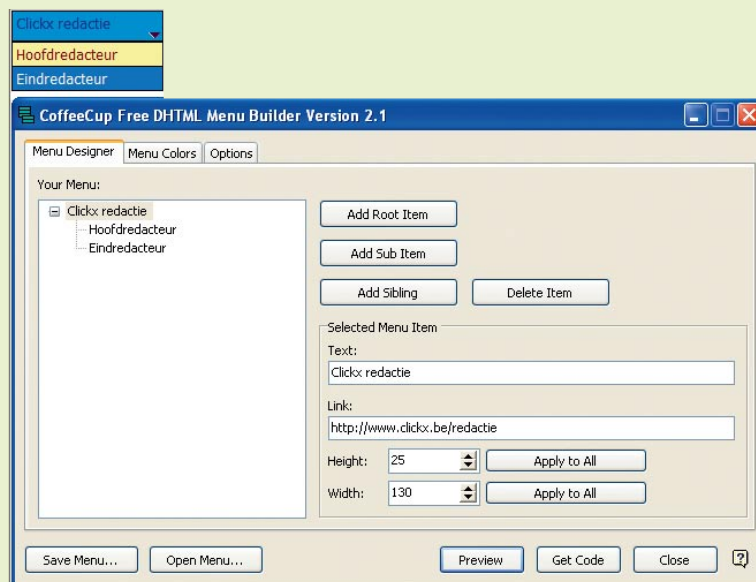 Clickx redactie
Hoofdredacteur
Eindredacteur
CoffeeCup Free DHTML Menu Builder Version 2.1
Menu Designer Menu Colors Options
Your Menu:
Clickx redactie
Hoofdredacteur
Eindredacteur
Add Root Item
Add Sub Item
Add Sibling Delete Item
Selected Menu Item
Text:
Clickx redactie
Link:
http://www.clickx.be/redactie
Height: 25 Apply to All
Width: 130 Apply to All
Save Menu... Open Menu... Preview Get Code Close ?